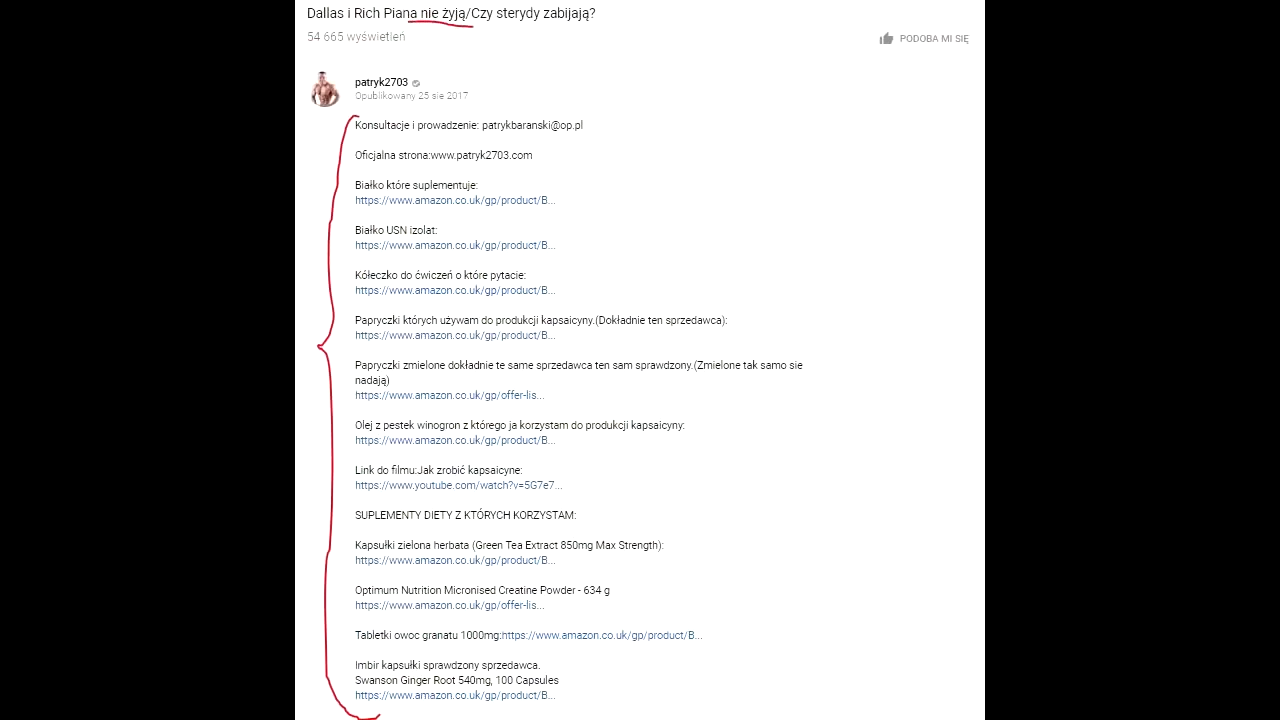 Dallas i Rich Piana nie żyją/Czy sterydy zabijają?
54 665 wyświetleń
PODOBA MI SIĘ
patryk2703
Opublikowany 25 sie 2017
Konsultacje i prowadzenie: patrykbaranski@op.pl
Oficjalna strona:www.patryk2703.com
Białko które suplementuje:
https://www.amazon.co.uk/gp/product/B...
Białko USN izolat:
https://www.amazon.co.uk/gp/product/B...
Kółeczko do ćwiczeń o które pytacie:
https://www.amazon.co.uk/gp/product/B...
Papryczki których używam do produkcji kapsaicyny.(Dokładnie ten sprzedawca):
https://www.amazon.co.uk/gp/product/B...
Papryczki zmielone dokładnie te same sprzedawca ten sam sprawdzony.(Zmielone tak samo sie
nadają)
https://www.amazon.co.uk/gp/offer-lis...
Olej z pestek winogron z którego ja korzystam do produkcji kapsaicyny:
https://www.amazon.co.uk/gp/product/B...
Link do filmu:Jak zrobić kapsaicyne:
https://www.youtube.com/watch?v=5G7e7...
SUPLEMENTY DIETY Z KTÓRYCH KORZYSTAM:
Kapsułki zielona herbata (Green Tea Extract 850mg Max Strength):
https://www.amazon.co.uk/gp/product/B...
Optimum Nutrition Micronised Creatine Powder - 634 g
https://www.amazon.co.uk/gp/offer-lis...
Tabletki owoc granatu 1000mg:https://www.amazon.co.uk/gp/product/B...
Imbir kapsułki sprawdzony sprzedawca.
Swanson Ginger Root 540mg, 100 Capsules
https://www.amazon.co.uk/gp/product/B...